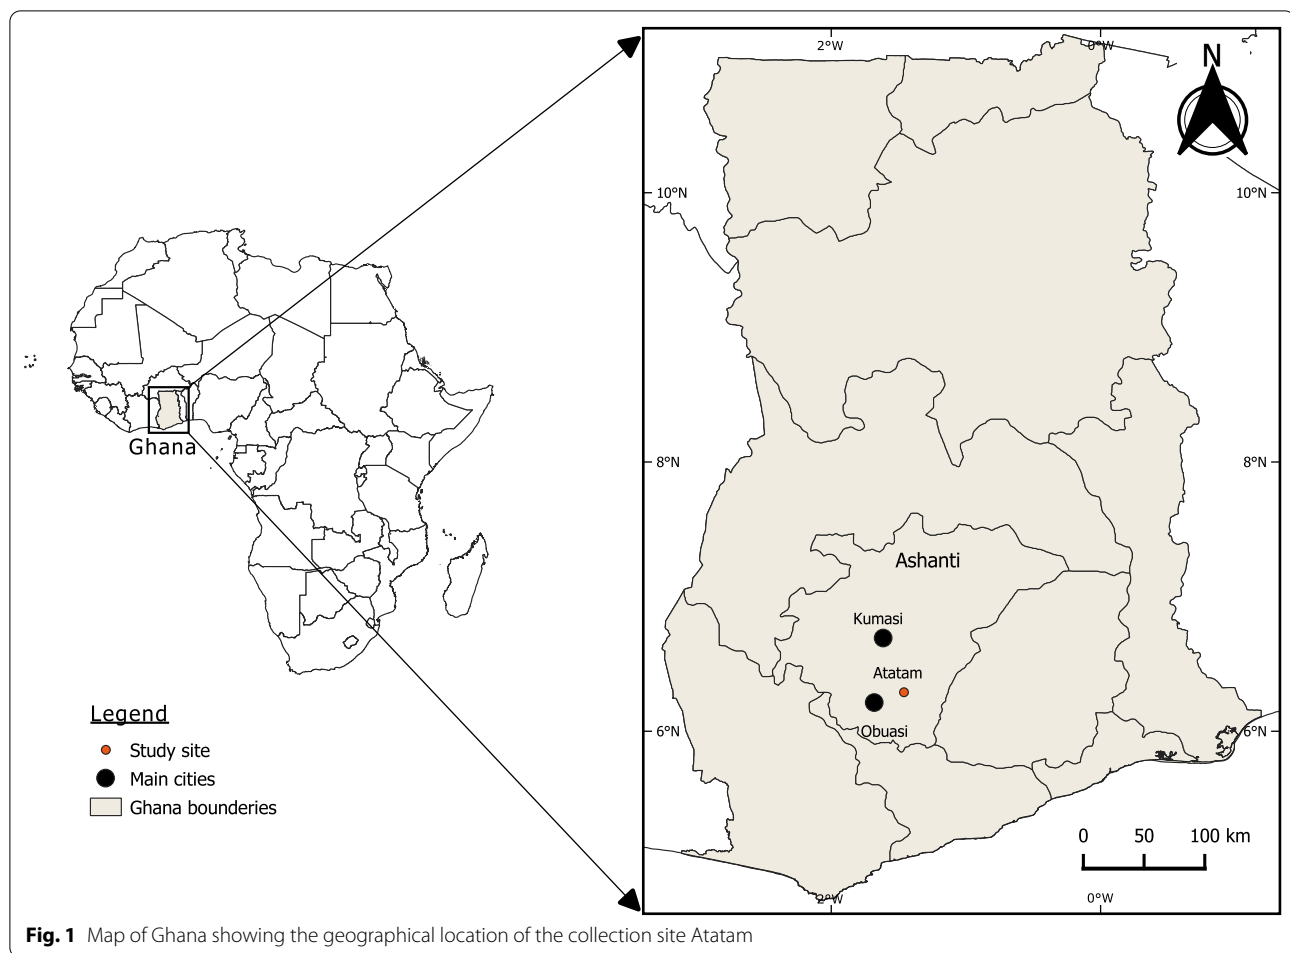 2°W 0°W
N
10°N 10°N
Ghana
8°N 8°N
Ashanti
Kumasi
Atatam
Obuasi
6°N 6°N
Legend
Study site
Main cities
Ghana bounderies
0 50 100 km
2°W 0°W
Fig. 1 Map of Ghana showing the geographical location of the collection site Atatam